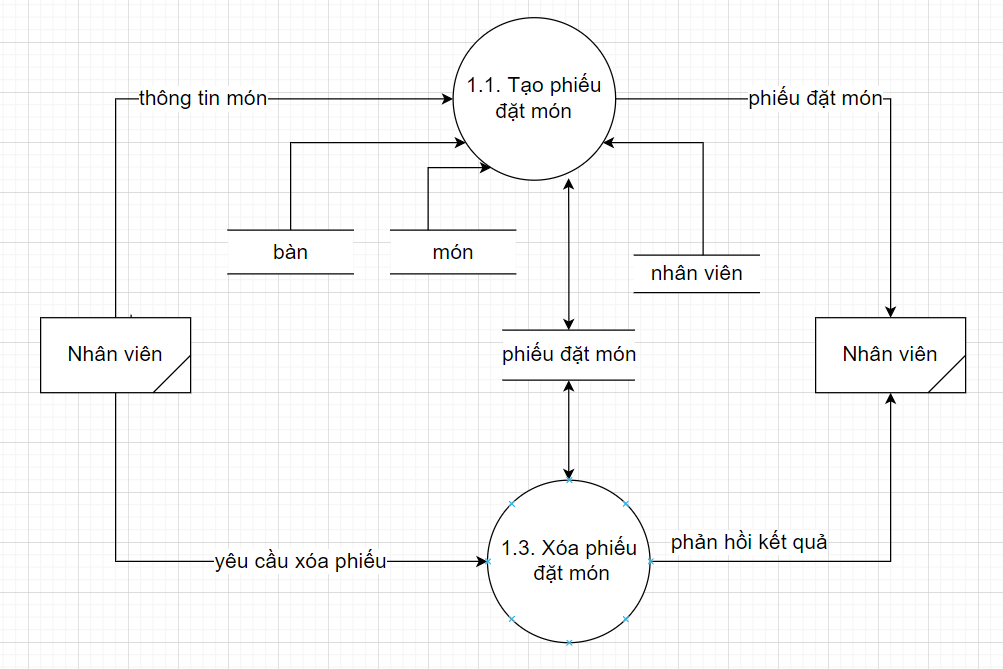 thông tin món
1.1. Tạo phiếu
đặt món
phiếu đặt món
bàn
món
nhân viên
Nhân viên
phiếu đặt món
Nhân viên
yêu cầu xóa phiếu
1.3. Xóa phiếu
đặt món
phản hồi kết quả